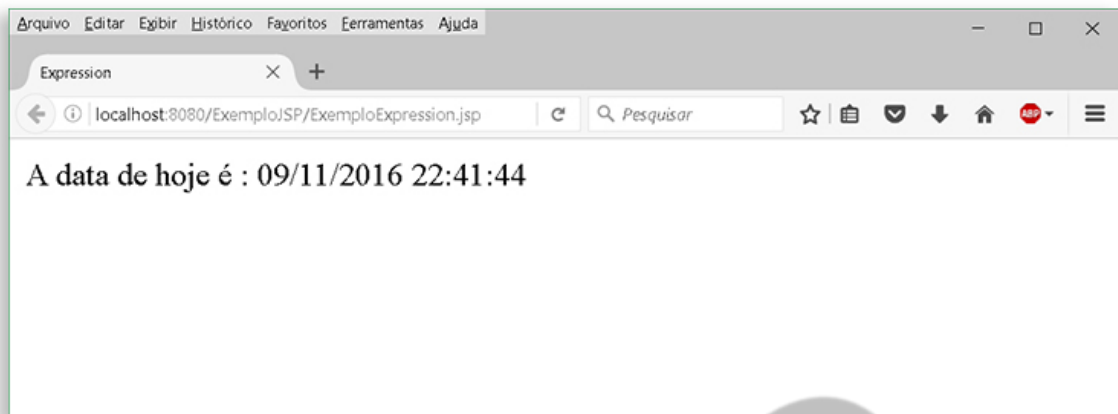 Arquivo Editar Exibir Histórico Favoritos Ferramentas Ajuda
Expression
localhost:8080/ExemploJSP/ExemploExpression.jsp
Pesquisar
ABP
A data de hoje é : 09/11/2016 22:41:44